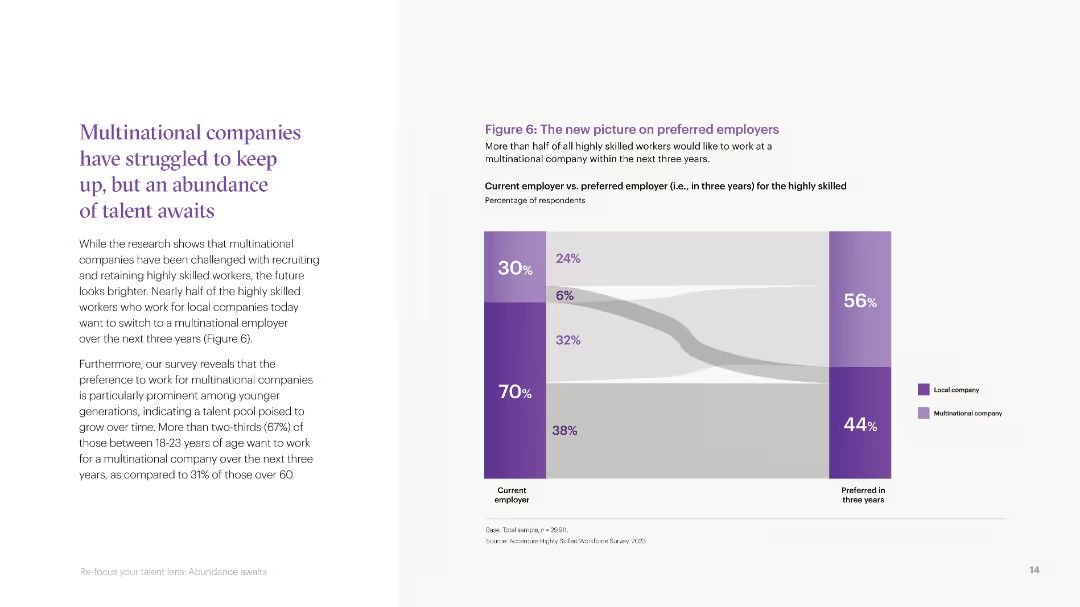 Multinational companies
have struggled to keep
up, but an abundance
of talent awaits
While the research shows that multinational
companies have been challenged with recruiting
and retaining highly skilled workers, the future
looks brighter. Nearly half of the highly skilled
workers who work for local companies today
want to switch to a multinational employer
over the next three years (Figure 6).
Furthermore, our survey reveals that the
preference to work for multinational companies
is particularly prominent among younger
generations, indicating a talent pool poised to
grow over time. More than two-thirds (67%) of
those between 18-23 years of age want to work
for a multinational company over the next three
years, as compared to 31% of those over 60.
Figure 6: The new picture on preferred employers
More than half of all highly skilled workers would like to work at a
multinational company within the next three years.
Current employer vs. preferred employer (i.e., in three years) for the highly skilled
Percentage of respondents
30%
24%
6%
32%
56%
70%
38%
44%
Local company
Multinational company
Current
employer
Preferred in
three years
Base: Total sample, n = 29,911.
Source: Accenture Highly Skilled Workforce Survey, 2023
Re-focus your talent lens: Abundance awaits
14